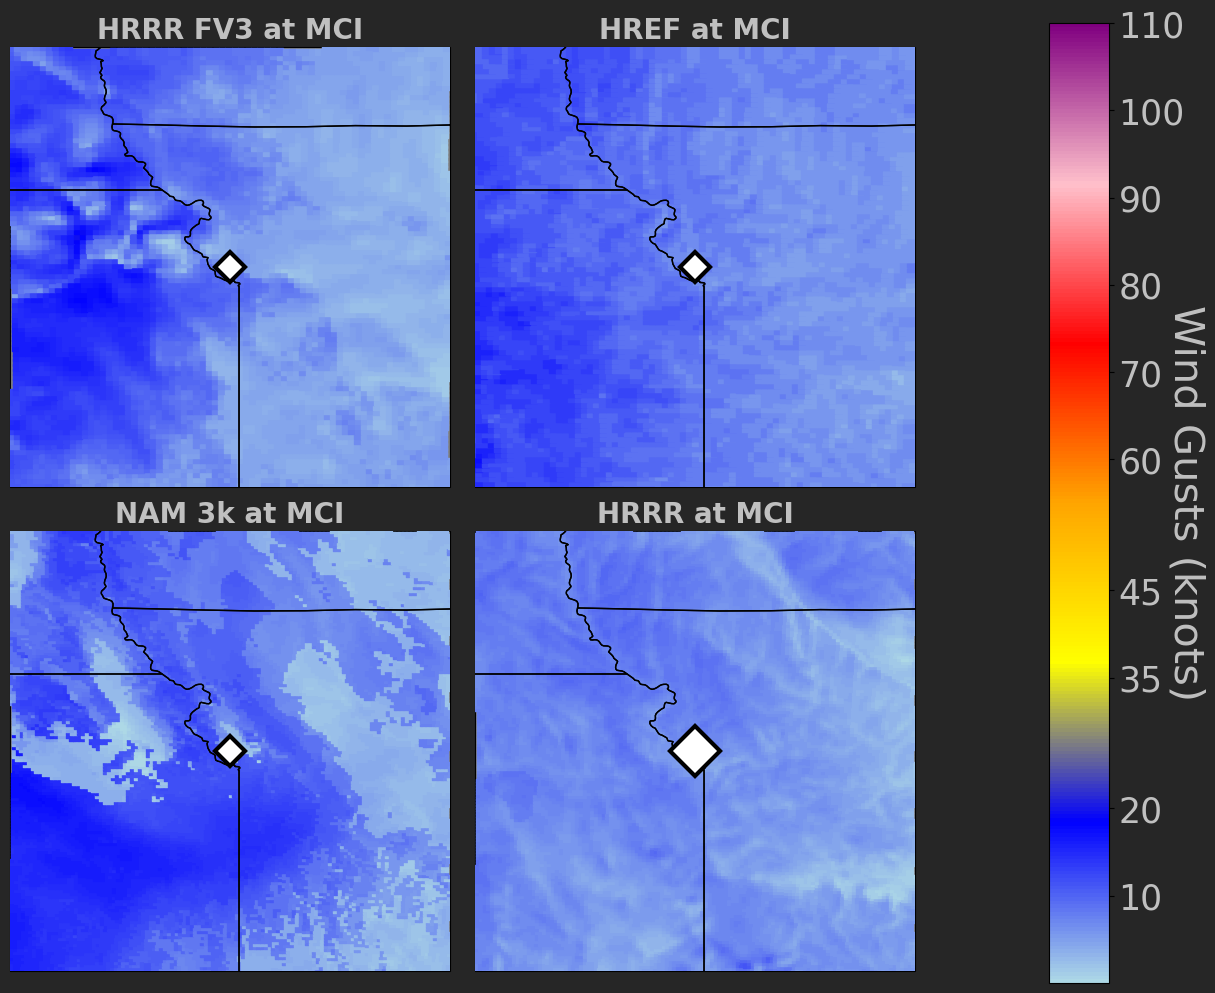 HRRR FV3 at MCI
HREF at MCI
NAM 3k at MCI
HRRR at MCI
110
100
90
80
70
60
45
35
20
10
Wind Gusts (knots)